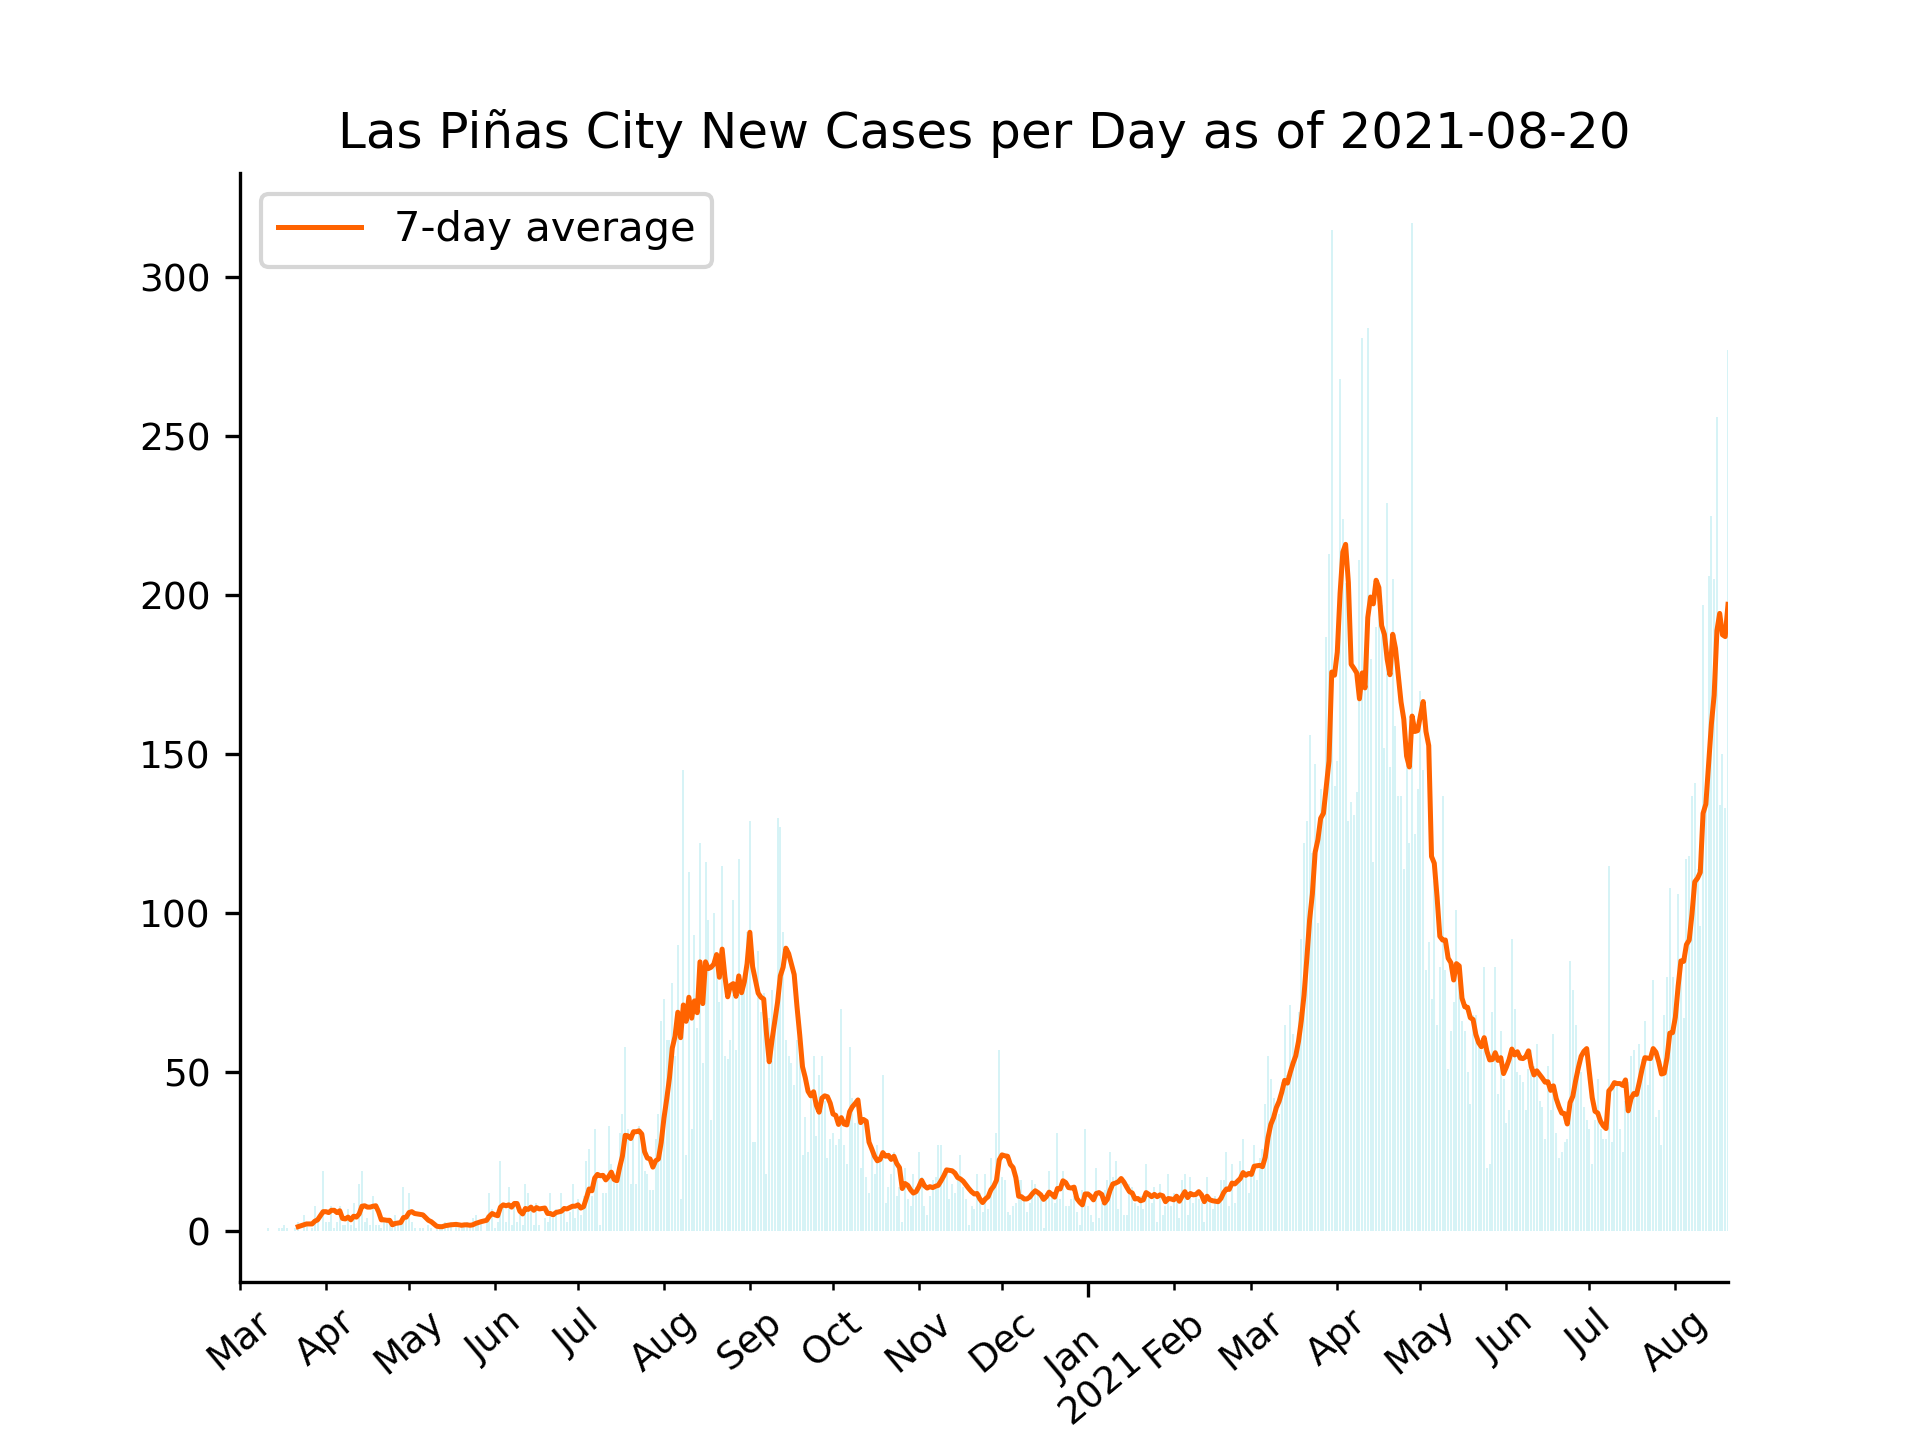 Las Piñas City New Cases per Day as of 2021-08-20
7-day average
300
250
200
150
100
50
0
Mar
Apr
May
Jun
Jul
Aug
Sep
Oct
Nov
Dec
Jan
2021
Feb
Mar
Apr
May
Jun
Jul
Aug